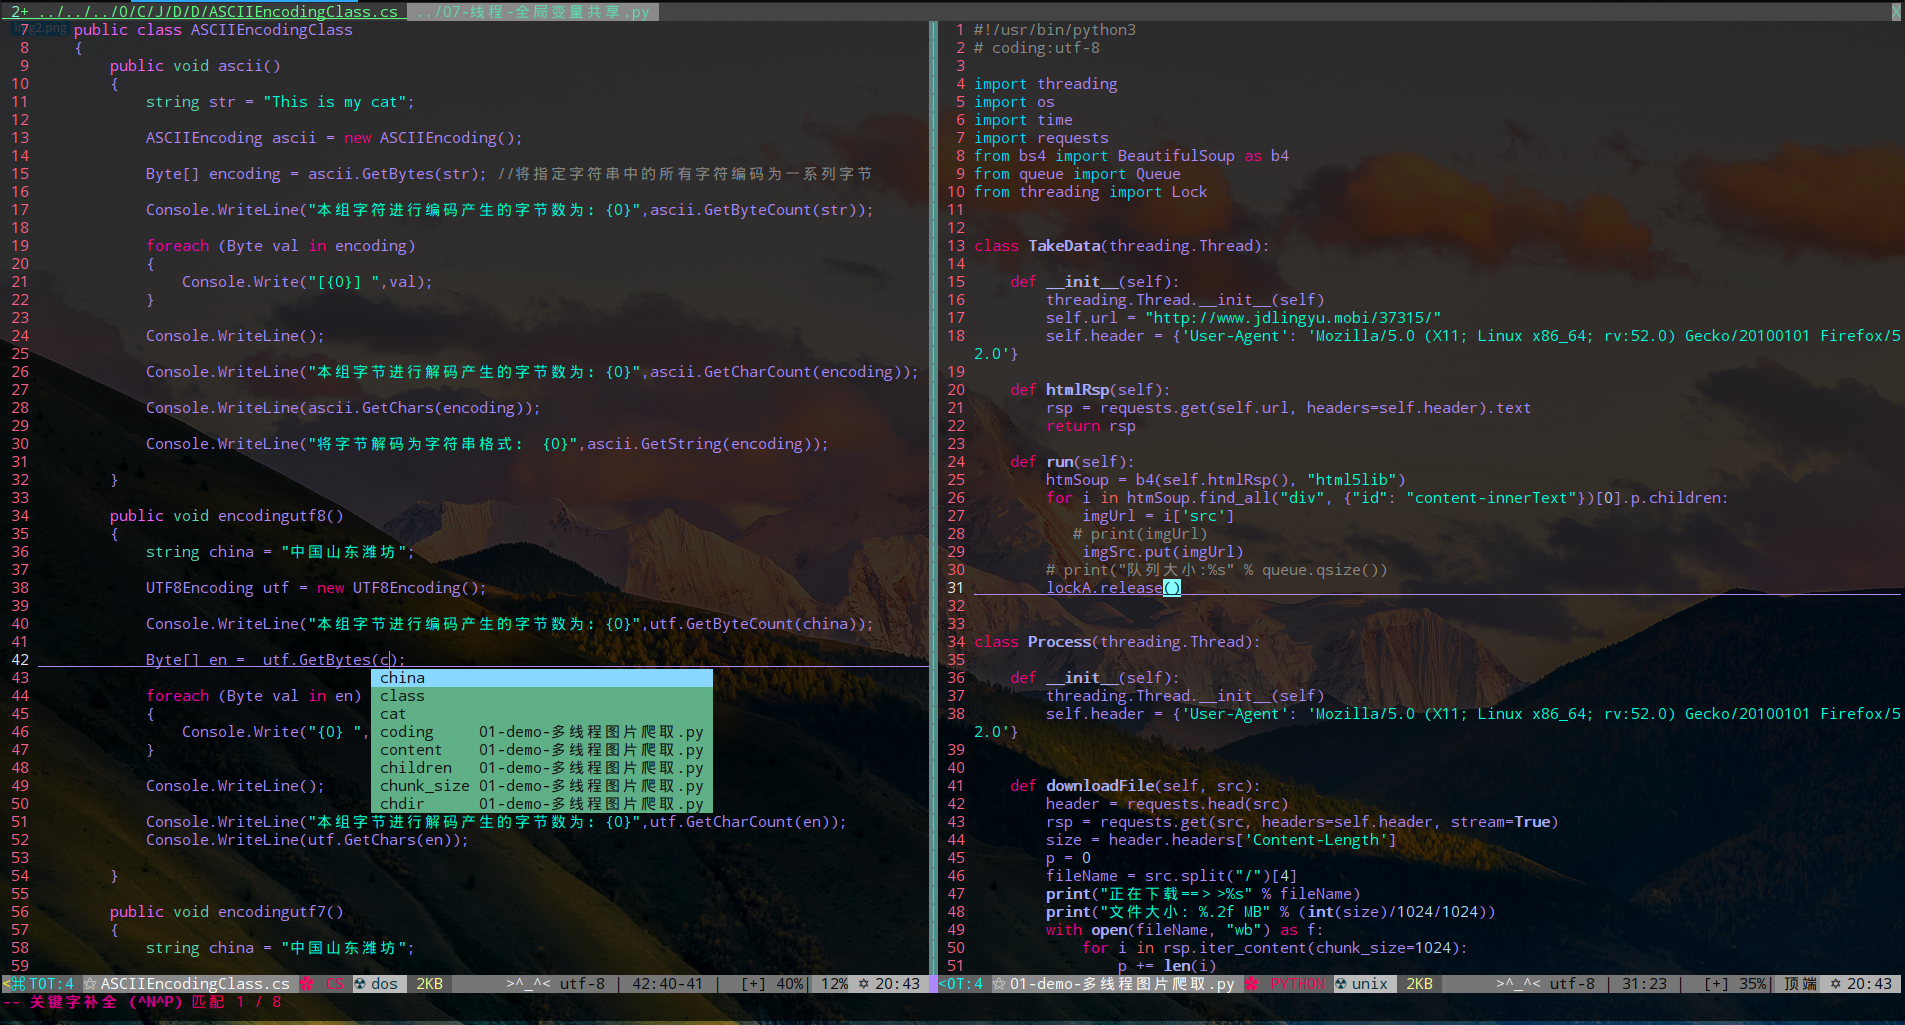 2+ ../../../O/C/J/D/D/ASCIIEncodingClass.cs  ../07-线程-全局变量共享.py X
7     public class ASCIIEncodingClass
8     {
9         public void ascii()
10         {
11             string str = "This is my cat";
12
13             ASCIIEncoding ascii = new ASCIIEncoding();
14
15             Byte[] encoding = ascii.GetBytes(str); //将指定字符串中的所有字符编码为一系列字节
16
17             Console.WriteLine("本组字符进行编码产生的字节数为: {0}",ascii.GetByteCount(str));
18
19             foreach (Byte val in encoding)
20             {
21                 Console.Write("[{0}] ",val);
22             }
23
24             Console.WriteLine();
25
26             Console.WriteLine("本组字节进行解码产生的字节数为: {0}",ascii.GetCharCount(encoding));
27
28             Console.WriteLine(ascii.GetChars(encoding));
29
30             Console.WriteLine("将字节解码为字符串格式:  {0}",ascii.GetString(encoding));
31
32         }
33
34         public void encodingutf8()
35         {
36             string china = "中国山东潍坊";
37
38             UTF8Encoding utf = new UTF8Encoding();
39
40             Console.WriteLine("本组字节进行编码产生的字节数为: {0}",utf.GetByteCount(china));
41
42             Byte[] en =  utf.GetBytes(c);
43
china
class
cat
coding     01-demo-多线程图片爬取.py
content    01-demo-多线程图片爬取.py
children   01-demo-多线程图片爬取.py
chunk_size 01-demo-多线程图片爬取.py
chdir      01-demo-多线程图片爬取.py
44             foreach (Byte val in en)
45             {
46                 Console.Write("{0} ",
47             }
48
49             Console.WriteLine();
50
51             Console.WriteLine("本组字节进行解码产生的字节数为: {0}",utf.GetCharCount(en));
52             Console.WriteLine(utf.GetChars(en));
53
54         }
55
56         public void encodingutf7()
57         {
58             string china = "中国山东潍坊";
59
<⌘TOT:4 ☆ ASCIIEncodingClass.cs CS dos 2KB >^_^< utf-8 | 42:40-41 | [+] 40%| 12% ✡ 20:43
-- 关键字补全 (^N^P) 匹配 1 / 8
1 #!/usr/bin/python3
2 # coding:utf-8
3
4 import threading
5 import os
6 import time
7 import requests
8 from bs4 import BeautifulSoup as b4
9 from queue import Queue
10 from threading import Lock
11
12
13 class TakeData(threading.Thread):
14
15     def __init__(self):
16         threading.Thread.__init__(self)
17         self.url = "http://www.jdlingyu.mobi/37315/"
18         self.header = {'User-Agent': 'Mozilla/5.0 (X11; Linux x86_64; rv:52.0) Gecko/20100101 Firefox/5
2.0'}
19
20     def htmlRsp(self):
21         rsp = requests.get(self.url, headers=self.header).text
22         return rsp
23
24     def run(self):
25         htmSoup = b4(self.htmlRsp(), "html5lib")
26         for i in htmSoup.find_all("div", {"id": "content-innerText"})[0].p.children:
27             imgUrl = i['src']
28            # print(imgUrl)
29             imgSrc.put(imgUrl)
30         # print("队列大小:%s" % queue.qsize())
31         lockA.release()
32
33
34 class Process(threading.Thread):
35
36     def __init__(self):
37         threading.Thread.__init__(self)
38         self.header = {'User-Agent': 'Mozilla/5.0 (X11; Linux x86_64; rv:52.0) Gecko/20100101 Firefox/5
2.0'}
39
40
41     def downloadFile(self, src):
42         header = requests.head(src)
43         rsp = requests.get(src, headers=self.header, stream=True)
44         size = header.headers['Content-Length']
45         p = 0
46         fileName = src.split("/")[4]
47         print("正在下载==>>%s" % fileName)
48         print("文件大小: %.2f MB" % (int(size)/1024/1024))
49         with open(fileName, "wb") as f:
50             for i in rsp.iter_content(chunk_size=1024):
51                 p += len(i)
<OT:4 ☆ 01-demo-多线程图片爬取.py PYTHON unix 2KB >^_^< utf-8 | 31:23 | [+] 35%| 顶端 ✡ 20:43